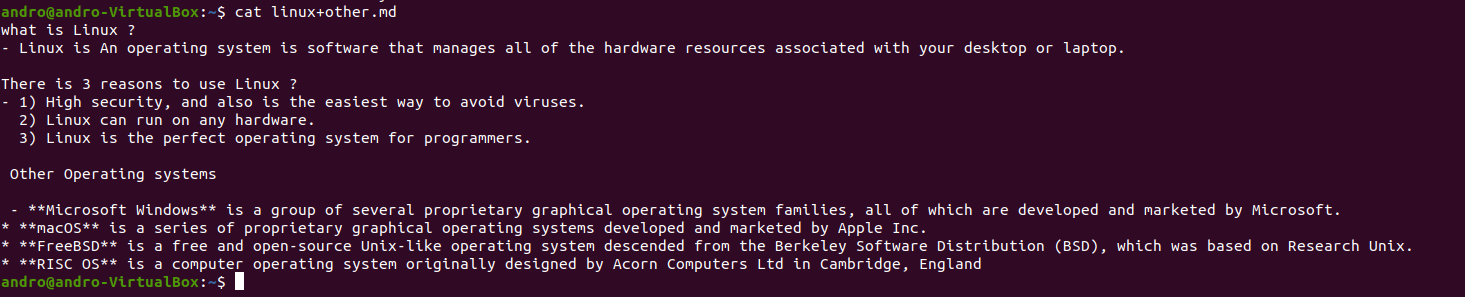 andro@andro-VirtualBox:~$ cat linux+other.md
what is Linux ?
- Linux is An operating system is software that manages all of the hardware resources associated with your desktop or laptop.
There is 3 reasons to use Linux ?
- 1) High security, and also is the easiest way to avoid viruses.
2) Linux can run on any hardware.
3) Linux is the perfect operating system for programmers.
Other Operating systems
- **Microsoft Windows** is a group of several proprietary graphical operating system families, all of which are developed and marketed by Microsoft.
* **macOS** is a series of proprietary graphical operating systems developed and marketed by Apple Inc.
* **FreeBSD** is a free and open-source Unix-like operating system descended from the Berkeley Software Distribution (BSD), which was based on Research Unix.
* **RISC OS** is a computer operating system originally designed by Acorn Computers Ltd in Cambridge, England
andro@andro-VirtualBox:~$